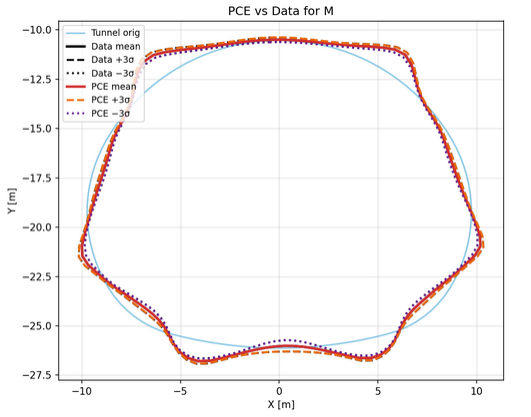 PCE vs Data for M
Tunnel orig
Data mean
Data +3σ
Data −3σ
PCE mean
PCE +3σ
PCE −3σ
Y [m]
−10.0
−12.5
−15.0
−17.5
−20.0
−22.5
−25.0
−27.5
−10
−5
0
5
10
X [m]